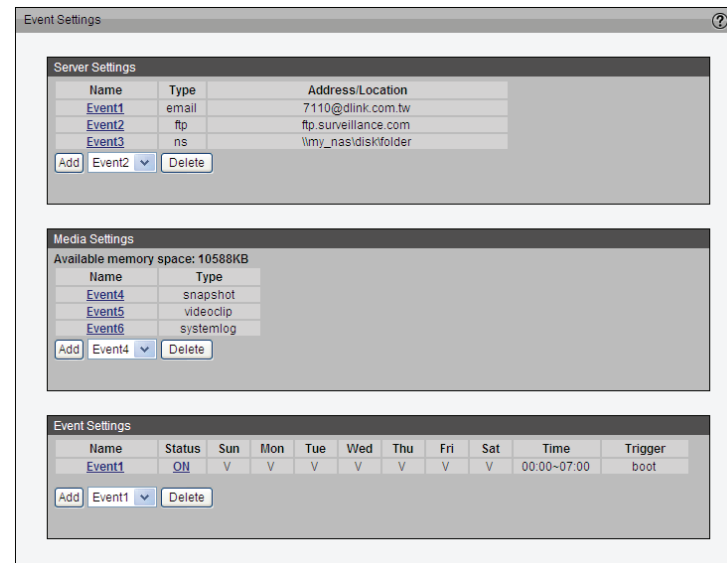 Event Settings
Server Settings
Name Type Address/Location
Event1 email 7110@dlink.com.tw
Event2 ftp ftp.surveillance.com
Event3 ns \\my_nas\disk\folder
Add Event2 Delete
Media Settings
Available memory space: 10588KB
Name Type
Event4 snapshot
Event5 videoclip
Event6 systemlog
Add Event4 Delete
Event Settings
Name Status Sun Mon Tue Wed Thu Fri Sat Time Trigger
Event1 ON V V V V V V V 00:00~07:00 boot
Add Event1 Delete